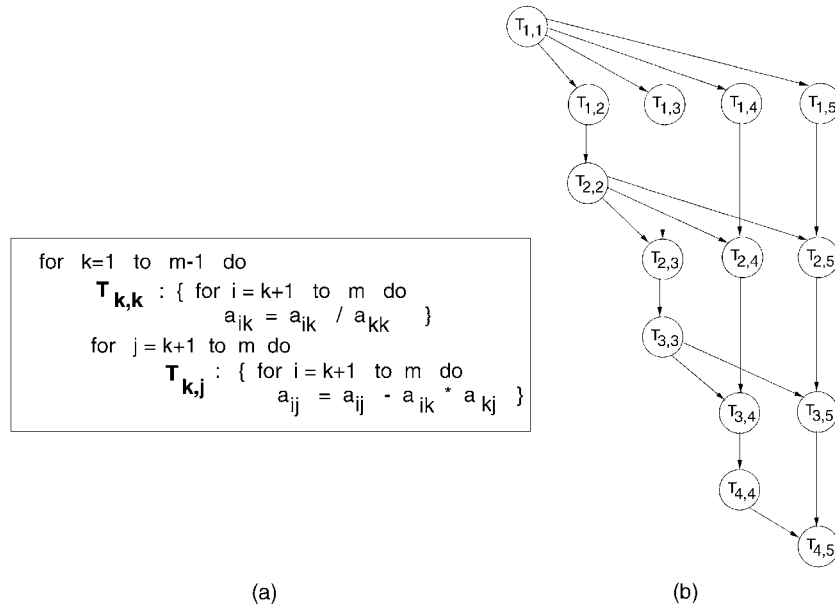 for k=1 to m-1 do
T k,k : { for i = k+1 to m do
a ik = a ik / a kk }
for j = k+1 to m do
T k,j : { for i = k+1 to m do
a ij = a ij - a ik * a kj }
(a)
T1,1
T1,2 T1,3 T1,4 T1,5
T2,2
T2,3 T2,4 T2,5
T3,3
T3,4 T3,5
T4,4
T4,5
(b)